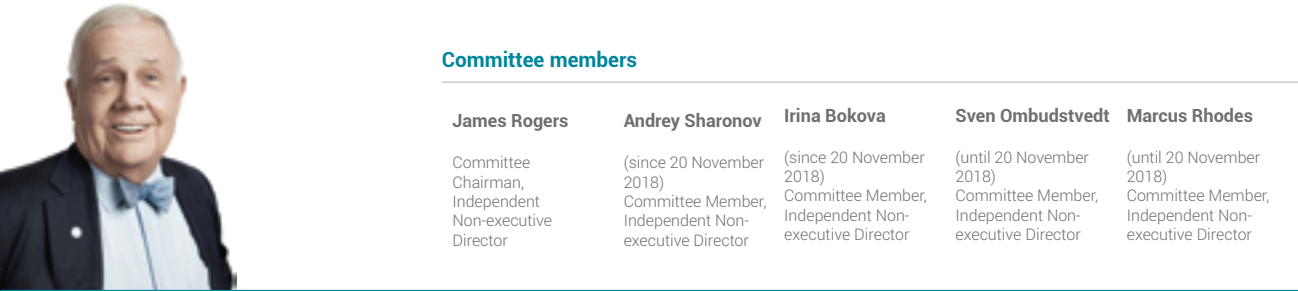 Committee members
James Rogers
Committee
Chairman,
Independent
Non-executive
Director
Andrey Sharonov
(since 20 November
2018)
Committee Member,
Independent Non-
executive Director
Irina Bokova
(since 20 November
2018)
Committee Member,
Independent Non-
executive Director
Sven Ombudstvedt
(until 20 November
2018)
Committee Member,
Independent Non-
executive Director
Marcus Rhodes
(until 20 November
2018)
Committee Member,
Independent Non-
executive Director